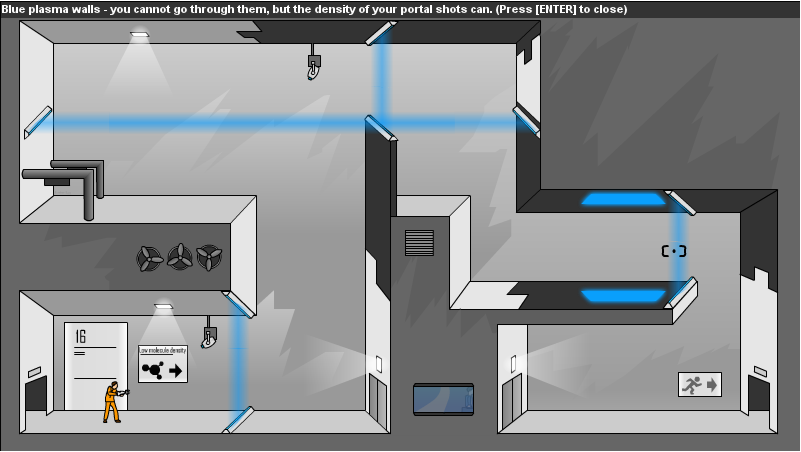 Blue plasma walls - you cannot go through them, but the density of your portal shots can. (Press [ENTER] to close)
16
Low molecule density